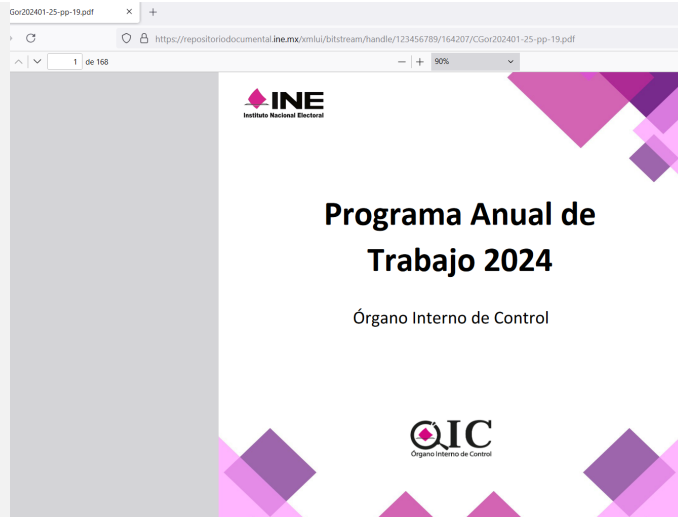 Gor202401-25-pp-19.pdf × +
https://repositoriodocumental.ine.mx/xmlui/bitstream/handle/123456789/164207/CGor202401-25-pp-19.pdf
1 de 168 — + 90%
INE
Instituto Nacional Electoral
Programa Anual de
Trabajo 2024
Órgano Interno de Control
OIC
Órgano Interno de Control